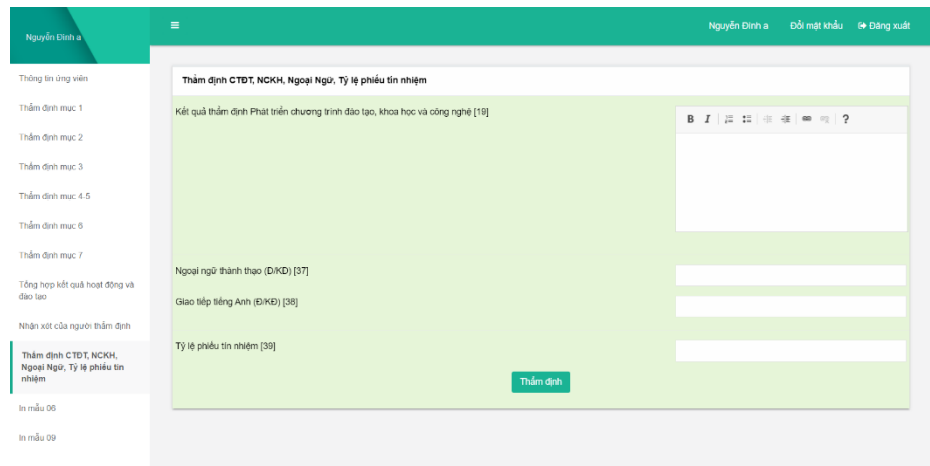 Nguyễn Đình a
Nguyễn Đình a Đổi mật khẩu Đăng xuất
Thông tin ứng viên
Thẩm định mục 1
Thẩm định mục 2
Thẩm định mục 3
Thẩm định mục 4-5
Thẩm định mục 6
Thẩm định mục 7
Tổng hợp kết quả hoạt động và
đào tạo
Nhận xét của người thẩm định
Thẩm định CTĐT, NCKH,
Ngoại Ngữ, Tỷ lệ phiếu tín
nhiệm
In mẫu 06
In mẫu 09
Thẩm định CTĐT, NCKH, Ngoại Ngữ, Tỷ lệ phiếu tín nhiệm
Kết quả thẩm định Phát triển chương trình đào tạo, khoa học và công nghệ [19]
B I ?
Ngoại ngữ thành thạo (Đ/KĐ) [37]
Giao tiếp tiếng Anh (Đ/KĐ) [38]
Tỷ lệ phiếu tín nhiệm [39]
Thẩm định